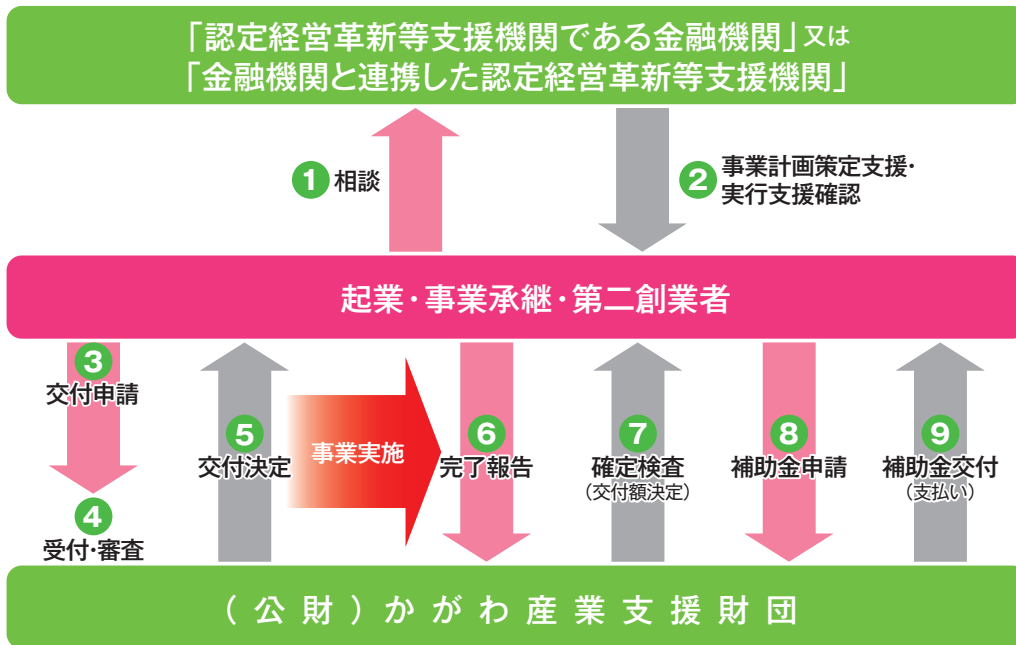 「認定経営革新等支援機関である金融機関」又は
「金融機関と連携した認定経営革新等支援機関」
1 相談
2 事業計画策定支援・
実行支援確認
起業・事業承継・第二創業者
3
交付申請
4
受付・審査
5
交付決定
事業実施
6
完了報告
7
確定検査
(交付額決定)
8
補助金申請
9
補助金交付
(支払い)
(公財)かがわ産業支援財団